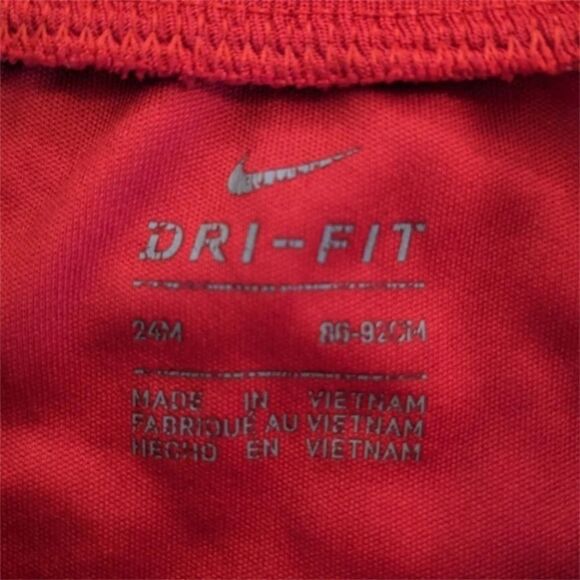 DRI-FIT
24M 86-92CM
MADE IN VIETNAM
FABRIQUÉ AU VIETNAM
HECHO EN VIETNAM